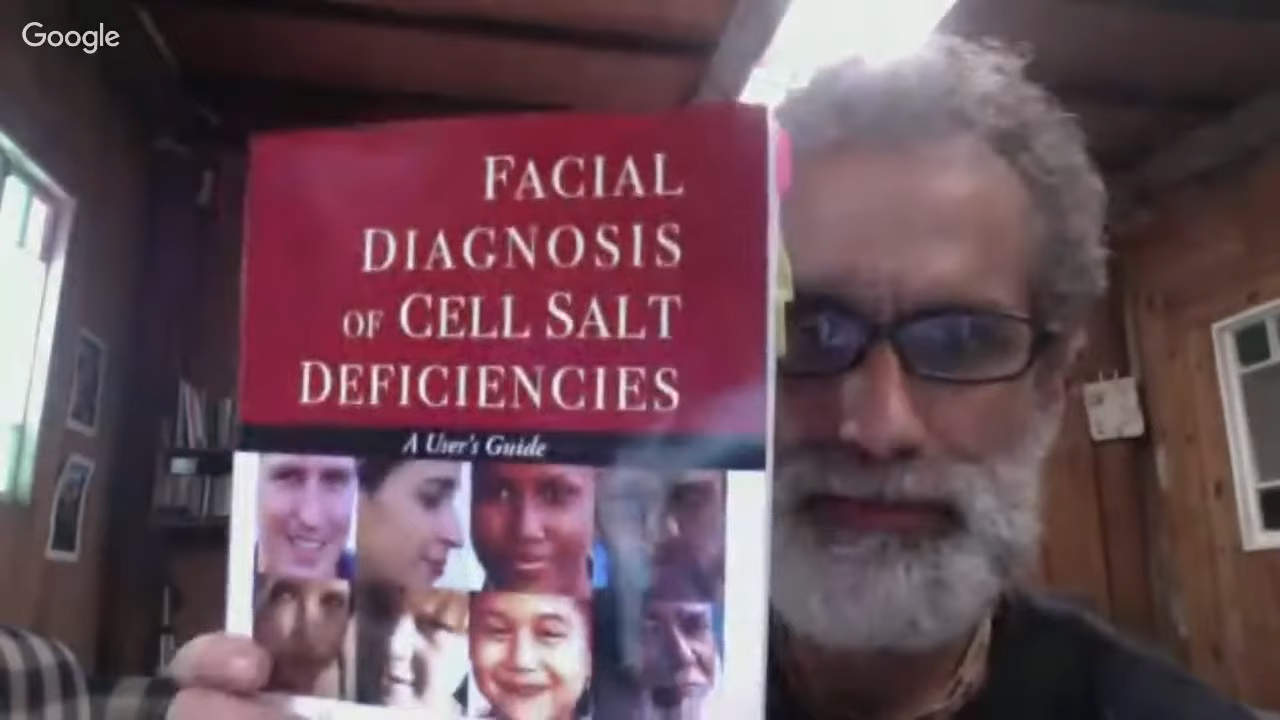 Google
FACIAL
DIAGNOSIS
OF CELL SALT
DEFICIENCIES
A User's Guide